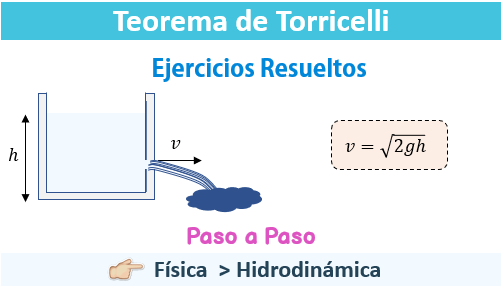 Teorema de Torricelli
Ejercicios Resueltos
h
v
v = √2gh
Paso a Paso
Física > Hidrodinámica